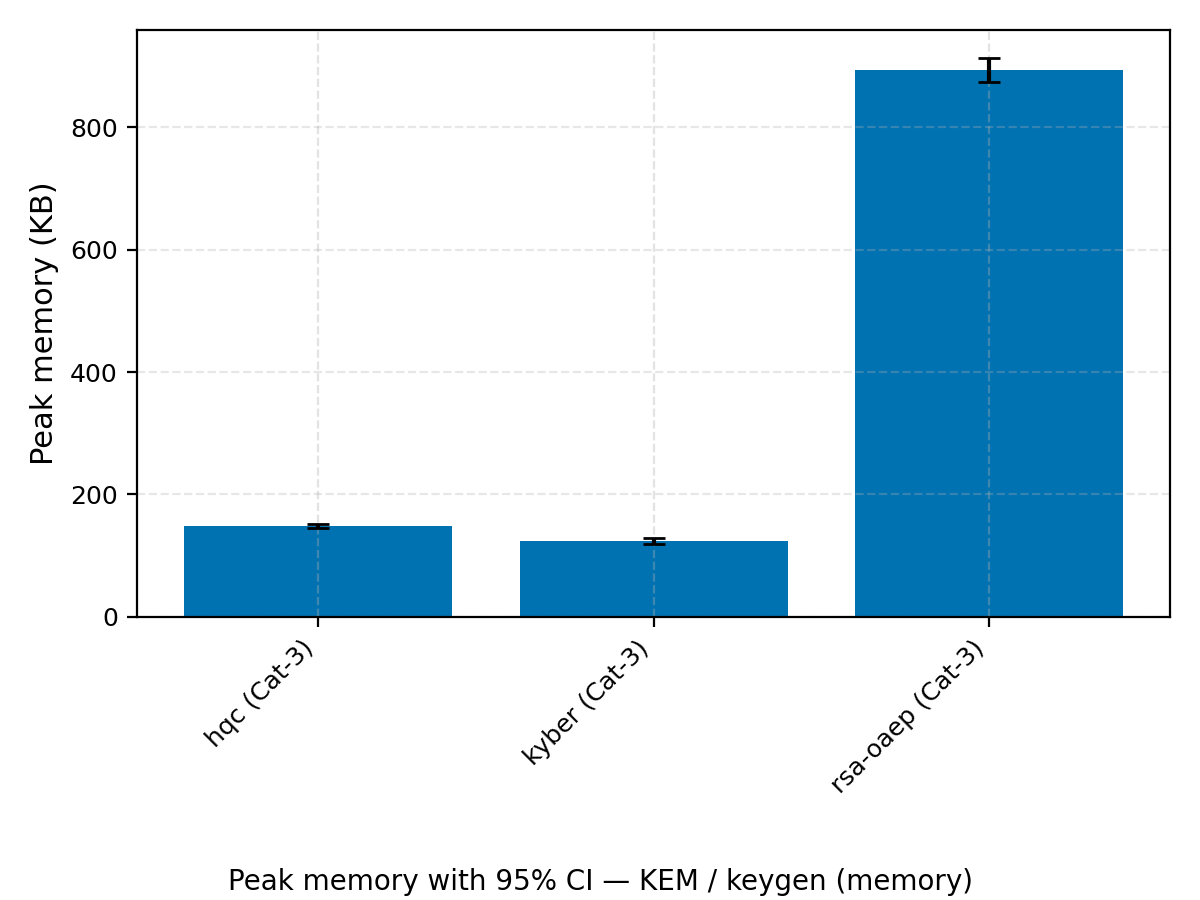 Peak memory (KB)
800
600
400
200
0
hqc (Cat-3)
kyber (Cat-3)
rsa-oaep (Cat-3)
Peak memory with 95% CI — KEM / keygen (memory)